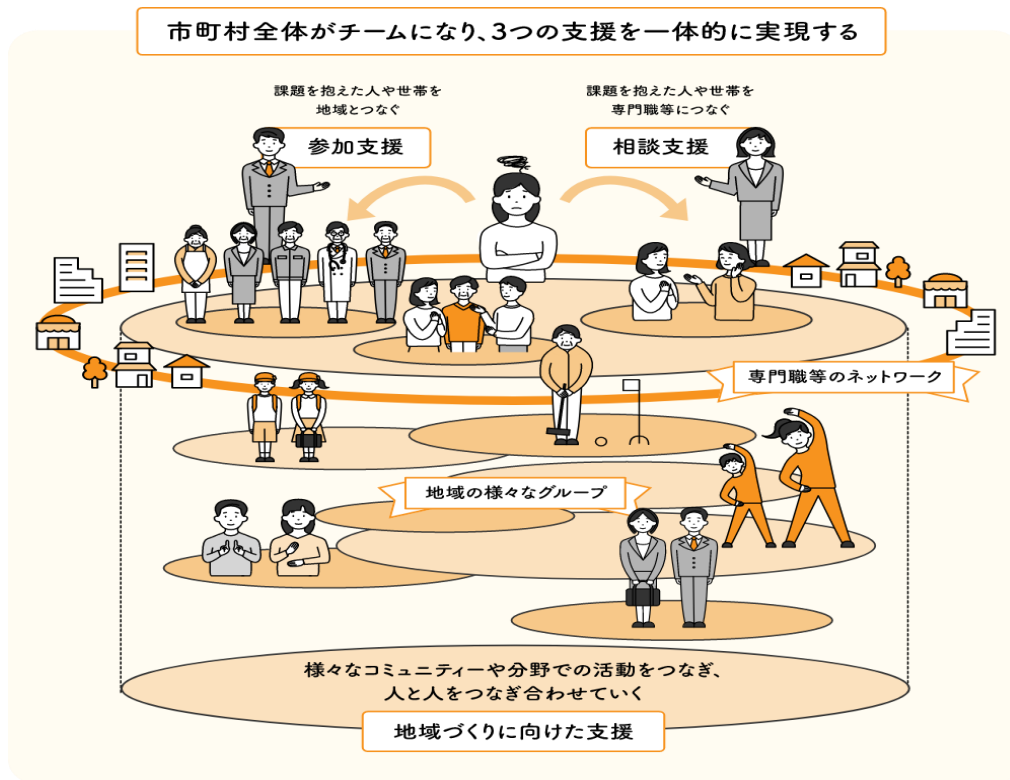 市町村全体がチームになり、3つの支援を一体的に実現する
課題を抱えた人や世帯を
地域とつなぐ
参加支援
課題を抱えた人や世帯を
専門職等につなぐ
相談支援
専門職等のネットワーク
地域の様々なグループ
様々なコミュニティーや分野での活動をつなぎ、
人と人をつなぎ合わせていく
地域づくりに向けた支援